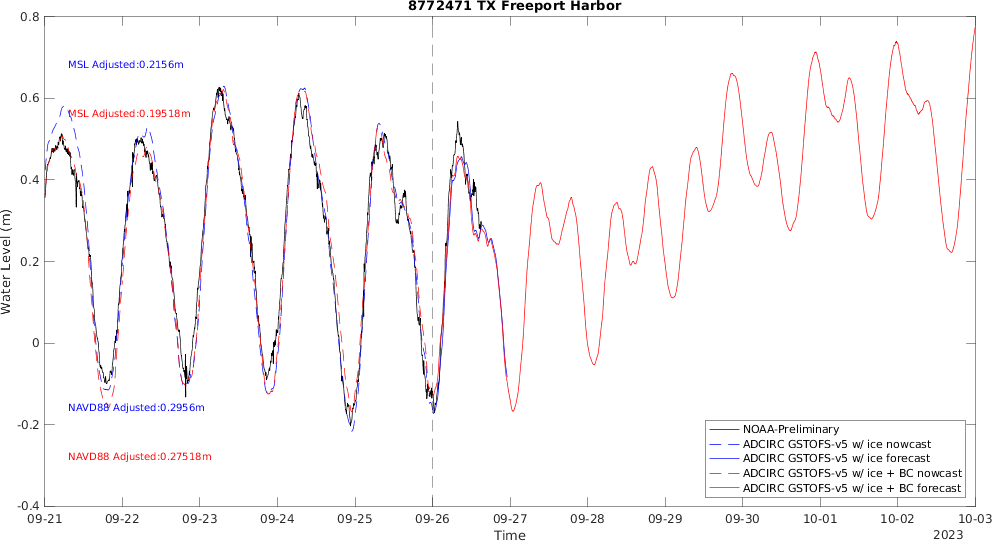 8772471 TX Freeport Harbor
0.8
0.6
0.4
0.2
0
-0.2
-0.4
Water Level (m)
MSL Adjusted:0.2156m
MSL Adjusted:0.19518m
NAVD88 Adjusted:0.2956m
NAVD88 Adjusted:0.27518m
NOAA-Preliminary
ADCIRC GSTOFS-v5 w/ ice nowcast
ADCIRC GSTOFS-v5 w/ ice forecast
ADCIRC GSTOFS-v5 w/ ice + BC nowcast
ADCIRC GSTOFS-v5 w/ ice + BC forecast
09-21 09-22 09-23 09-24 09-25 09-26 09-27 09-28 09-29 09-30 10-01 10-02 10-03
Time
2023